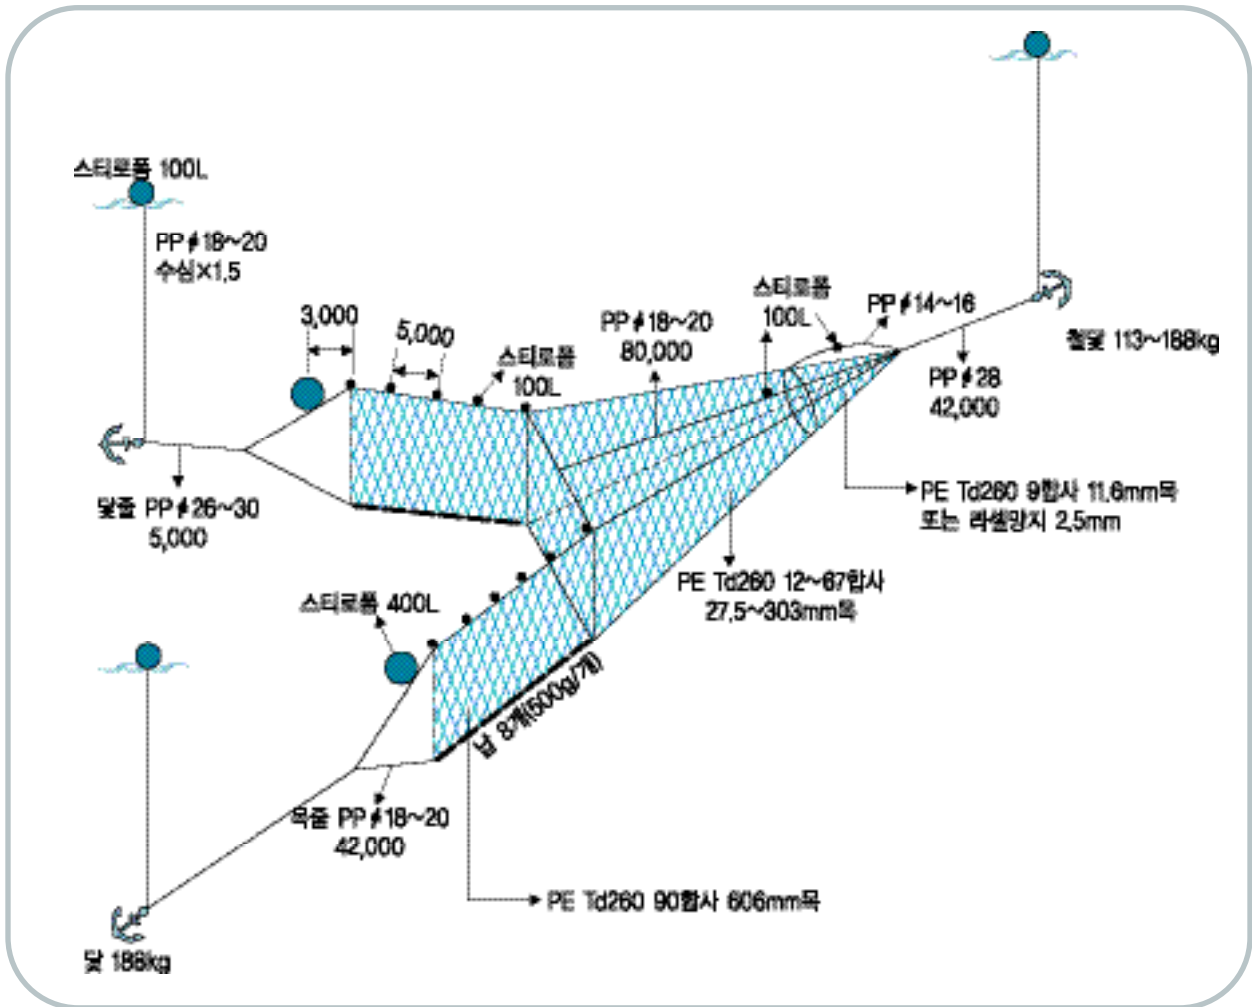 스티로폼 100L
PP ∮18~20
수심×1.5
3,000
5,000
스티로폼
100L
PP ∮18~20
80,000
스티로폼
100L
PP ∮14~16
철닻 113~188kg
PP ∮28
42,000
닻줄 PP ∮26~30
5,000
PE Td260 9합사 11.6mm목
또는 라셀망지 2.5mm
PE Td260 12~67합사
27.5~303mm목
스티로폼 400L
납 8개(500g/개)
목줄 PP ∮18~20
42,000
PE Td260 90합사 606mm목
닻 188kg